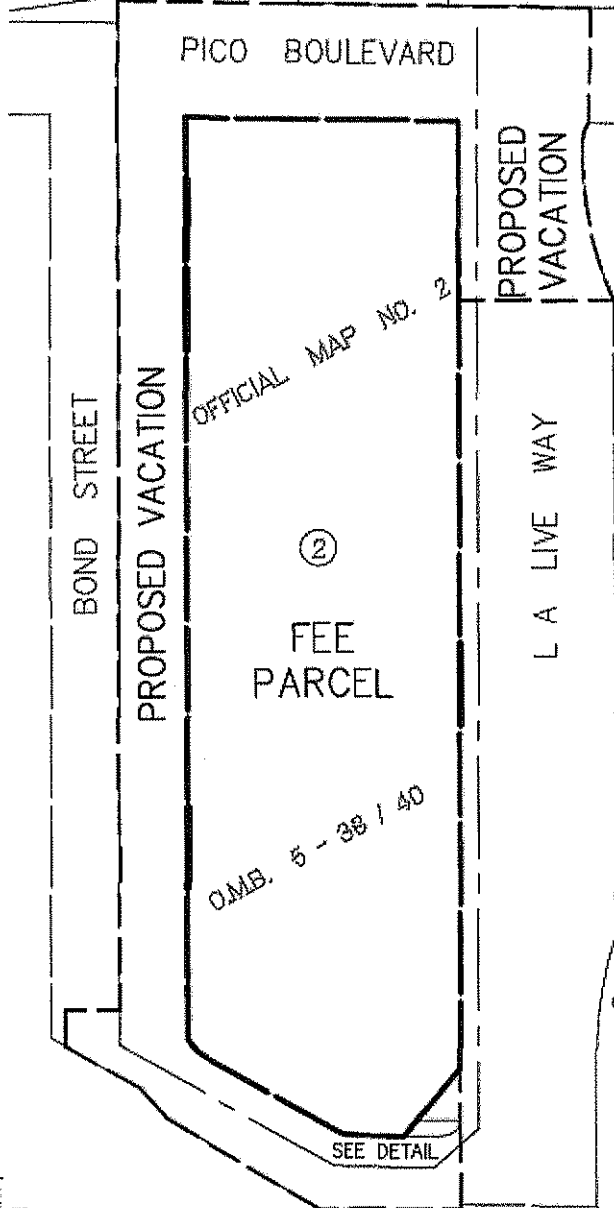 PICO BOULEVARD
PROPOSED
VACATION
OFFICIAL MAP NO. 2
BOND STREET
PROPOSED VACATION
L A LIVE WAY
2
FEE
PARCEL
O.M.B. 5 - 38 / 40
SEE DETAIL